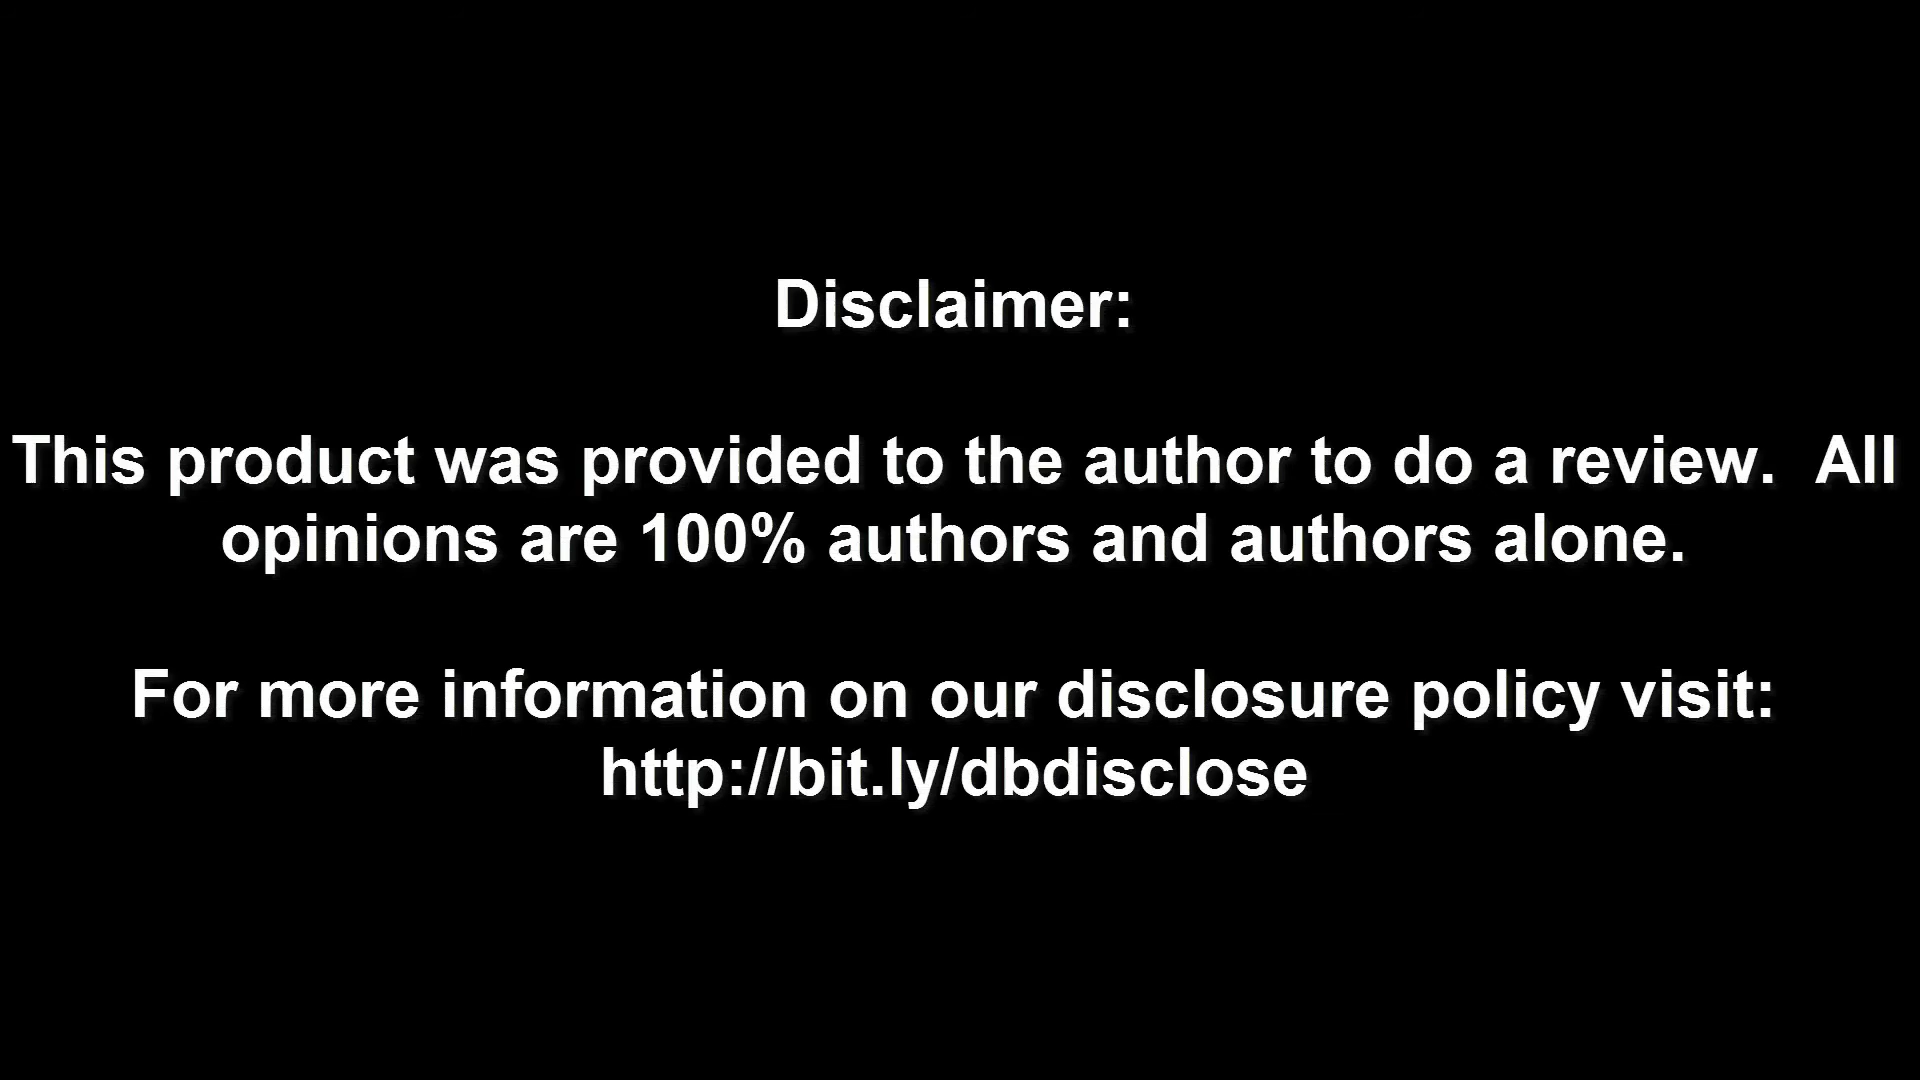 Disclaimer:
This product was provided to the author to do a review.  All
opinions are 100% authors and authors alone.
For more information on our disclosure policy visit:
http://bit.ly/dbdisclose